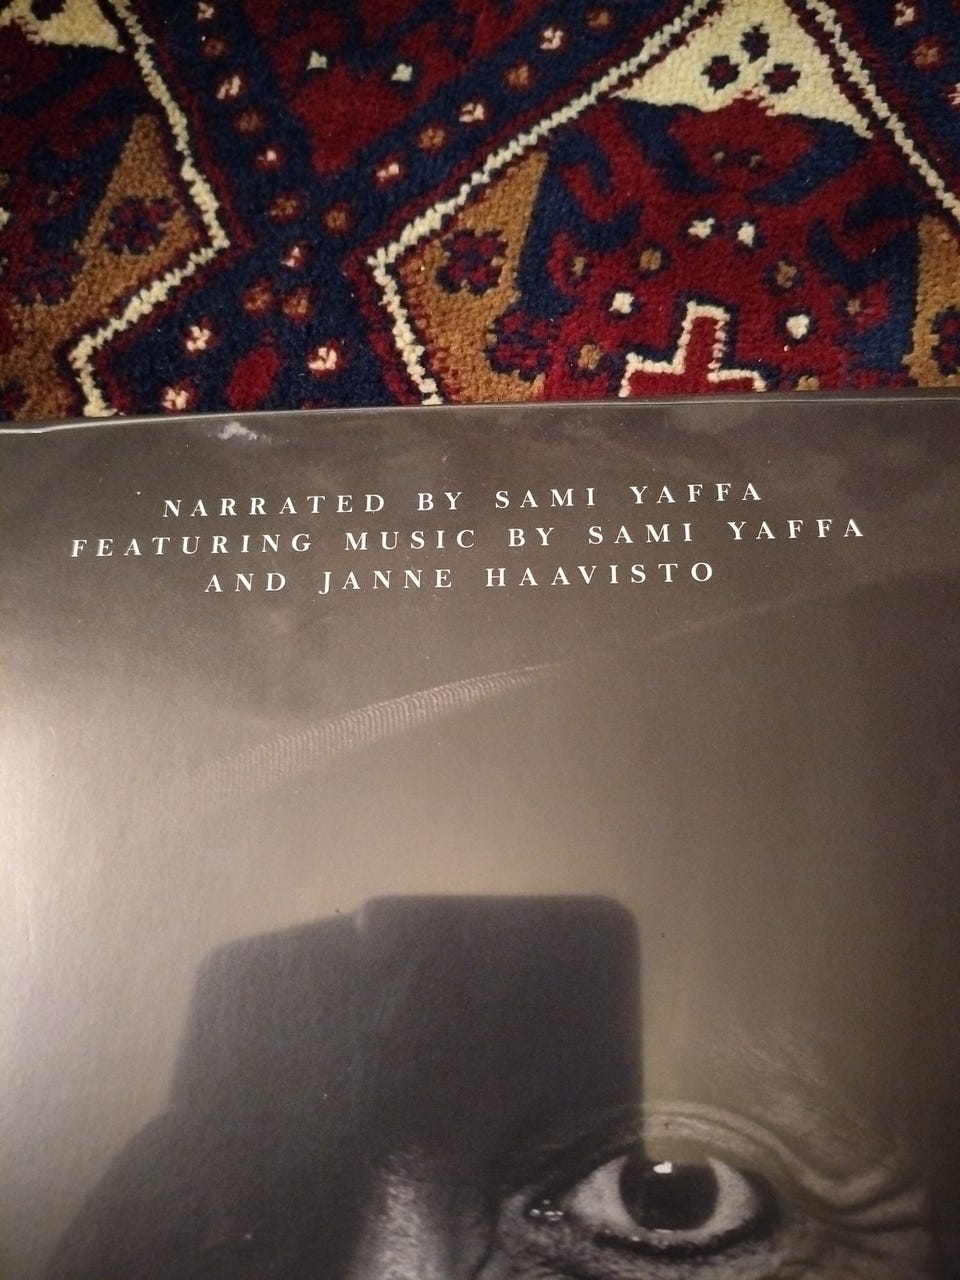 NARRATED BY SAMI YAFFA
FEATURING MUSIC BY SAMI YAFFA
AND JANNE HAAVISTO